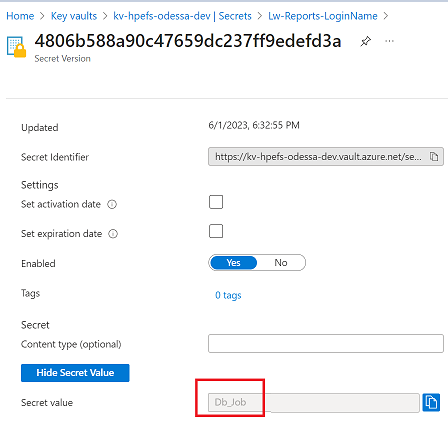 Home > Key vaults > kv-hpefs-odessa-dev | Secrets > Lw-Reports-LoginName >
4806b588a90c47659dc237ff9edefd3a
Secret Version
Updated 6/1/2023, 6:32:55 PM
Secret Identifier https://kv-hpefs-odessa-dev.vault.azure.net/se...
Settings
Set activation date
Set expiration date
Enabled Yes No
Tags 0 tags
Secret
Content type (optional)
Hide Secret Value
Secret value Db_Job